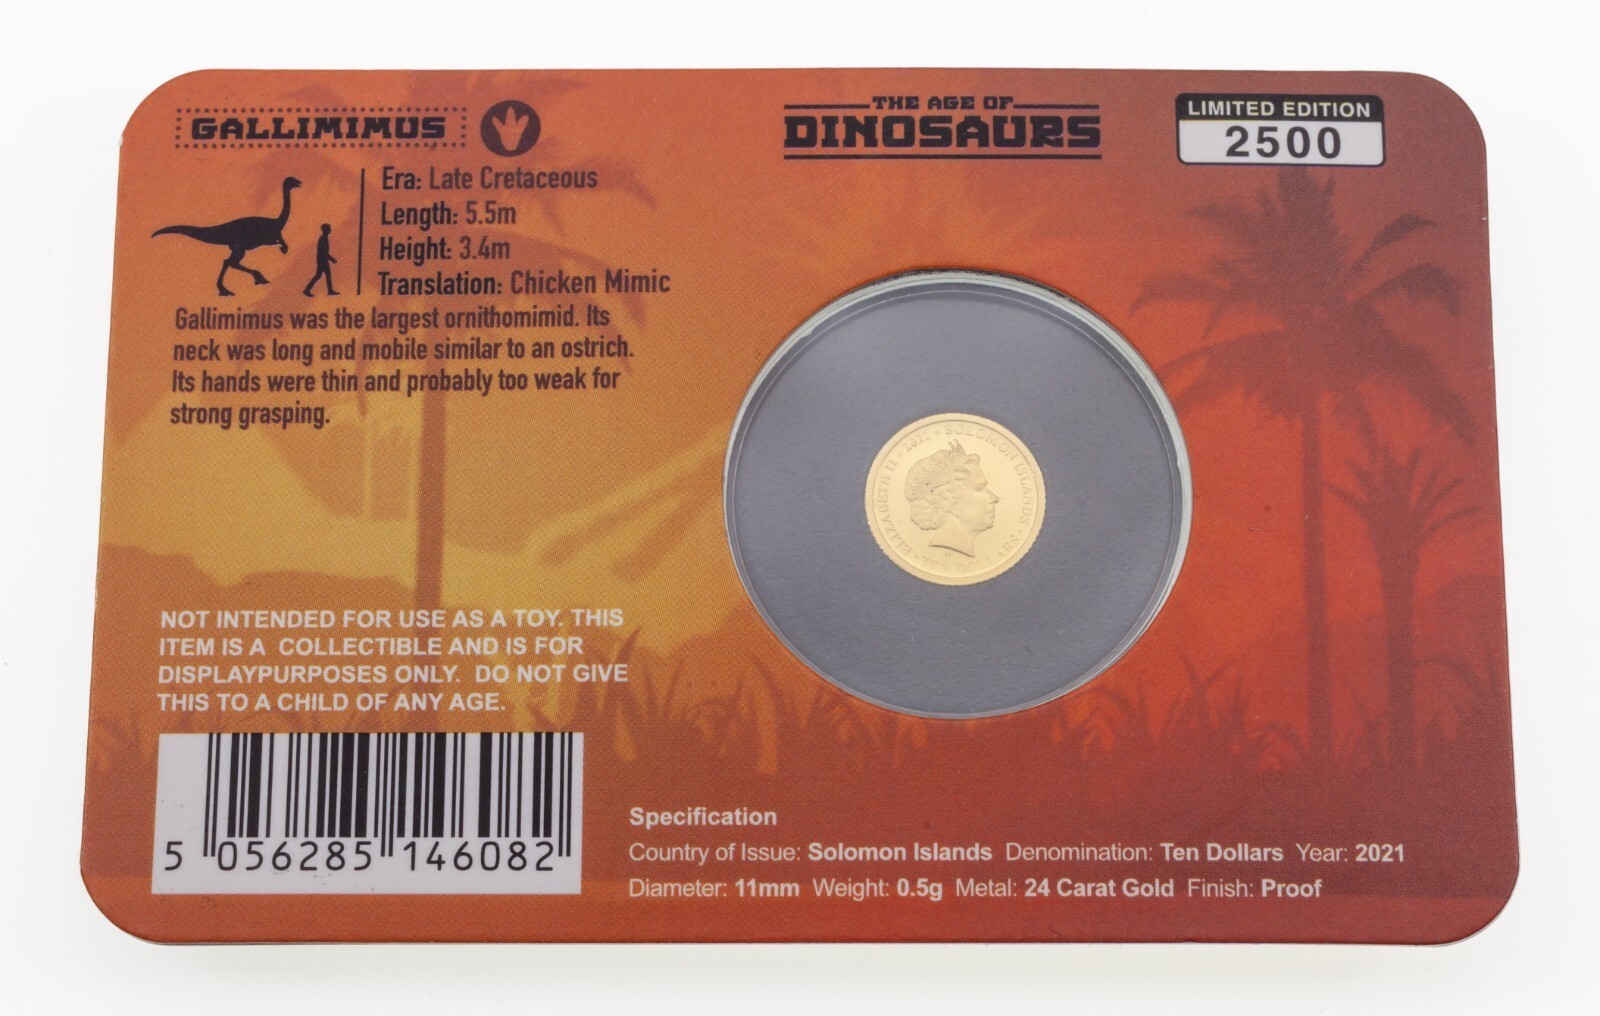 GALLIMIMUS
THE AGE OF
DINOSAURS
LIMITED EDITION
2500
Era: Late Cretaceous
Length: 5.5m
Height: 3.4m
Translation: Chicken Mimic
Gallimimus was the largest ornithomimid. Its
neck was long and mobile similar to an ostrich.
Its hands were thin and probably too weak for
strong grasping.
ELIZABETH II • 2021 • SOLOMON ISLANDS • TEN DOLLARS •
NOT INTENDED FOR USE AS A TOY. THIS
ITEM IS A COLLECTIBLE AND IS FOR
DISPLAYPURPOSES ONLY. DO NOT GIVE
THIS TO A CHILD OF ANY AGE.
5 056285 146082
Specification
Country of Issue: Solomon Islands Denomination: Ten Dollars Year: 2021
Diameter: 11mm Weight: 0.5g Metal: 24 Carat Gold Finish: Proof